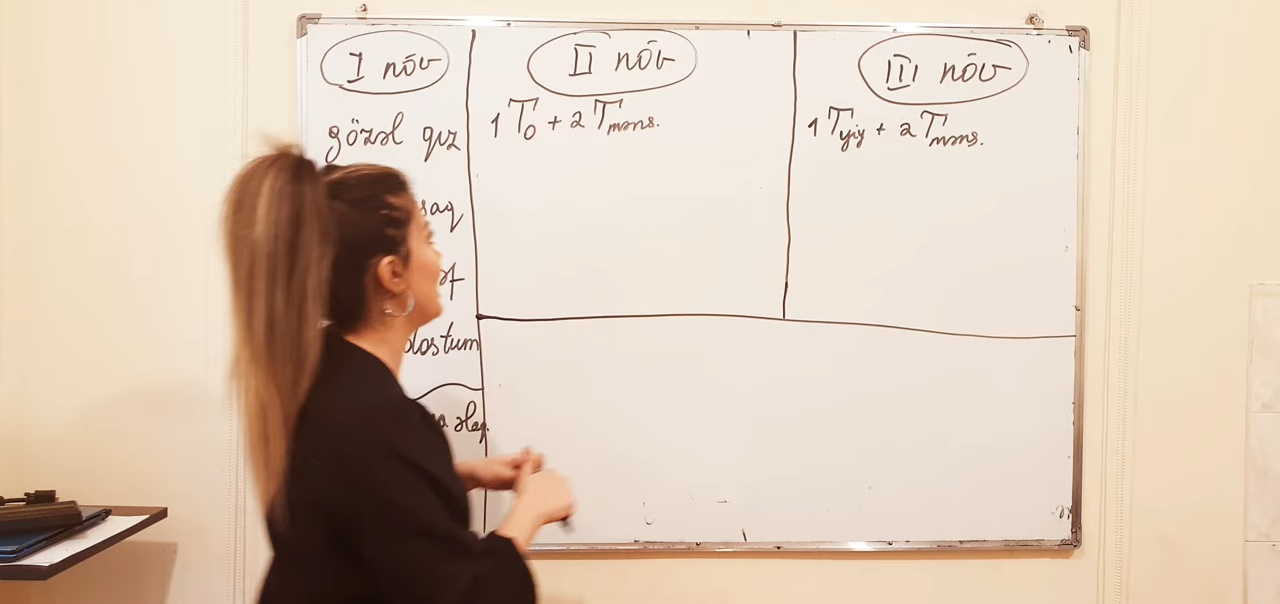 I növ
gözəl qız
dostum
II növ
1 T0 + 2 Tməns.
III növ
1 Tyiy + 2 Tməns.